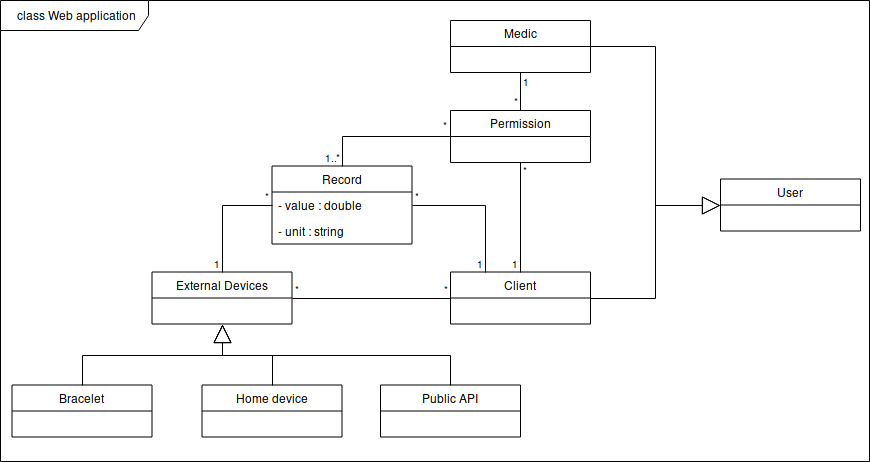 class Web application
Medic
1
*
Permission
*
1..*
*
Record
- value : double
- unit : string
*
*
User
1
1
1
External Devices
*
*
Client
Bracelet
Home device
Public API